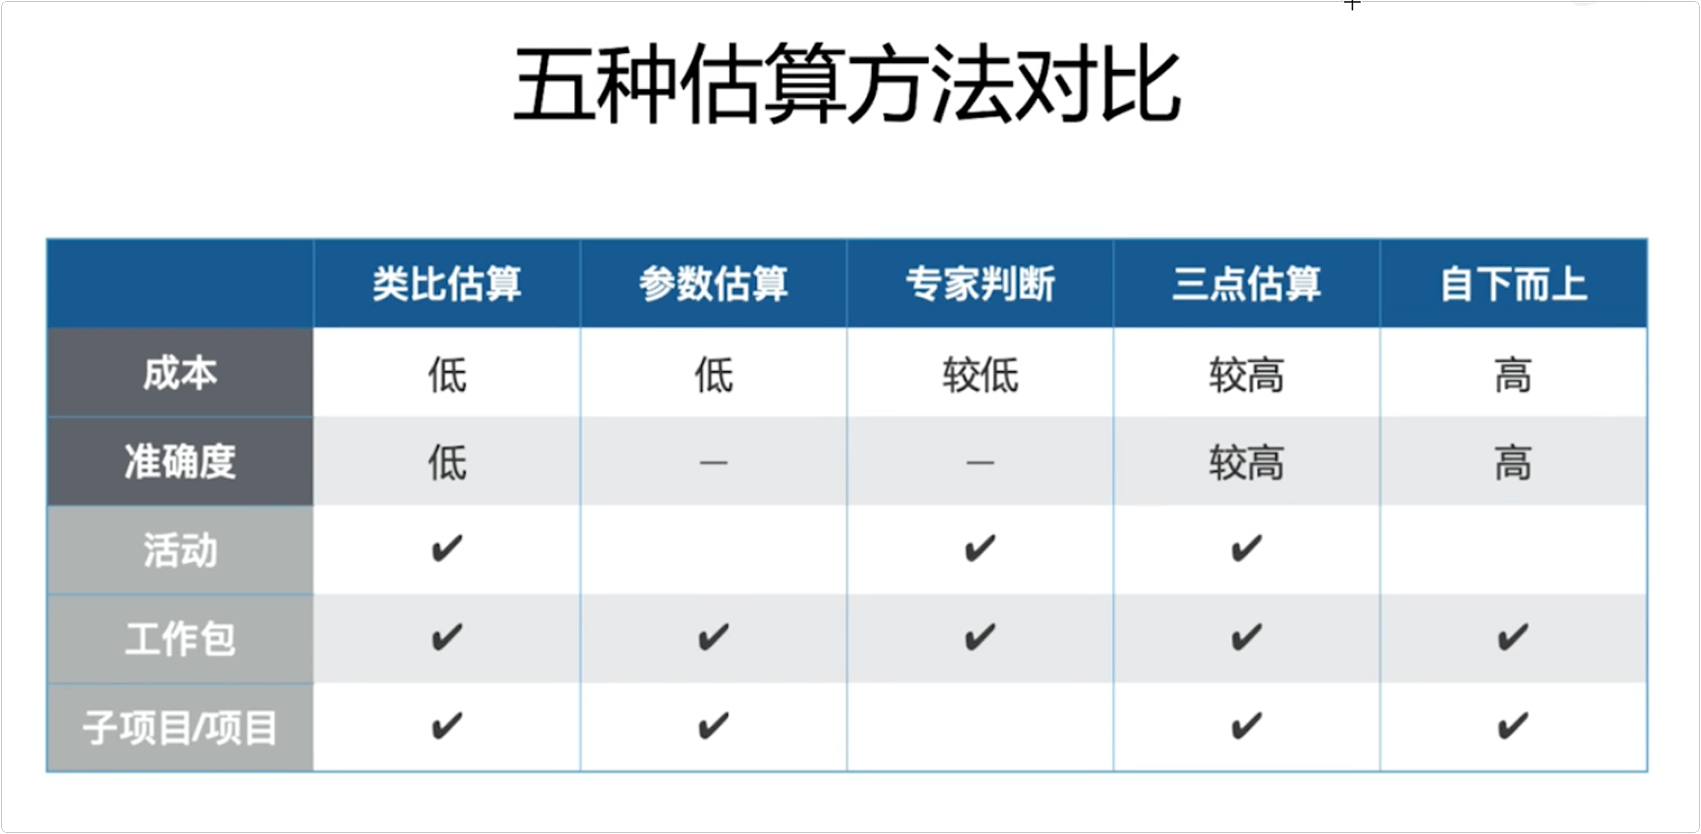 五种估算方法对比
类比估算 参数估算 专家判断 三点估算 自下而上
成本 低 低 较低 较高 高
准确度 低 — — 较高 高
活动 ✔ ✔ ✔
工作包 ✔ ✔ ✔ ✔ ✔
子项目/项目 ✔ ✔ ✔ ✔